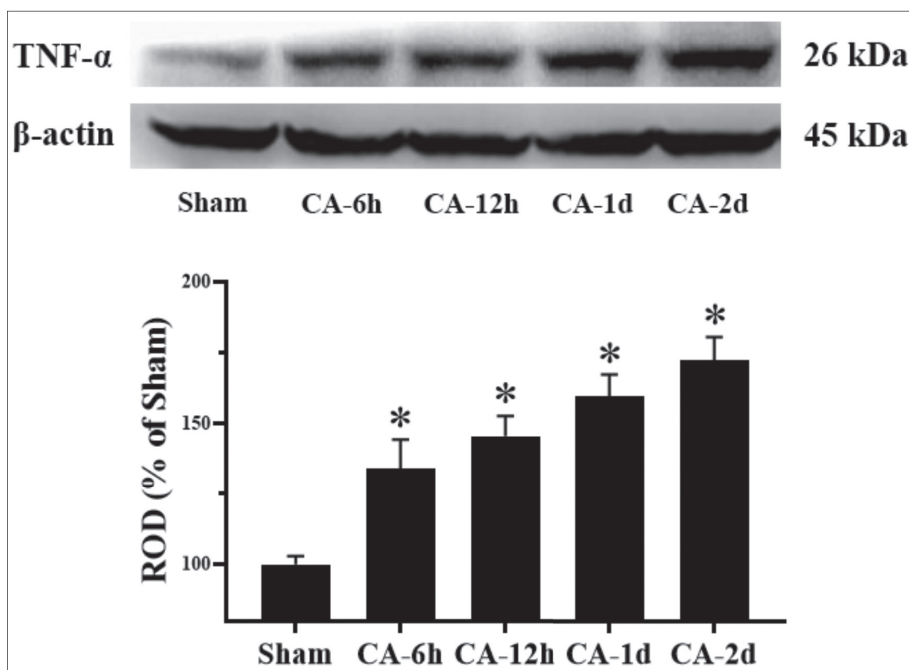 TNF-α 26 kDa
β-actin 45 kDa
Sham CA-6h CA-12h CA-1d CA-2d
200
150
100
ROD (% of Sham)
* * * *
Sham CA-6h CA-12h CA-1d CA-2d